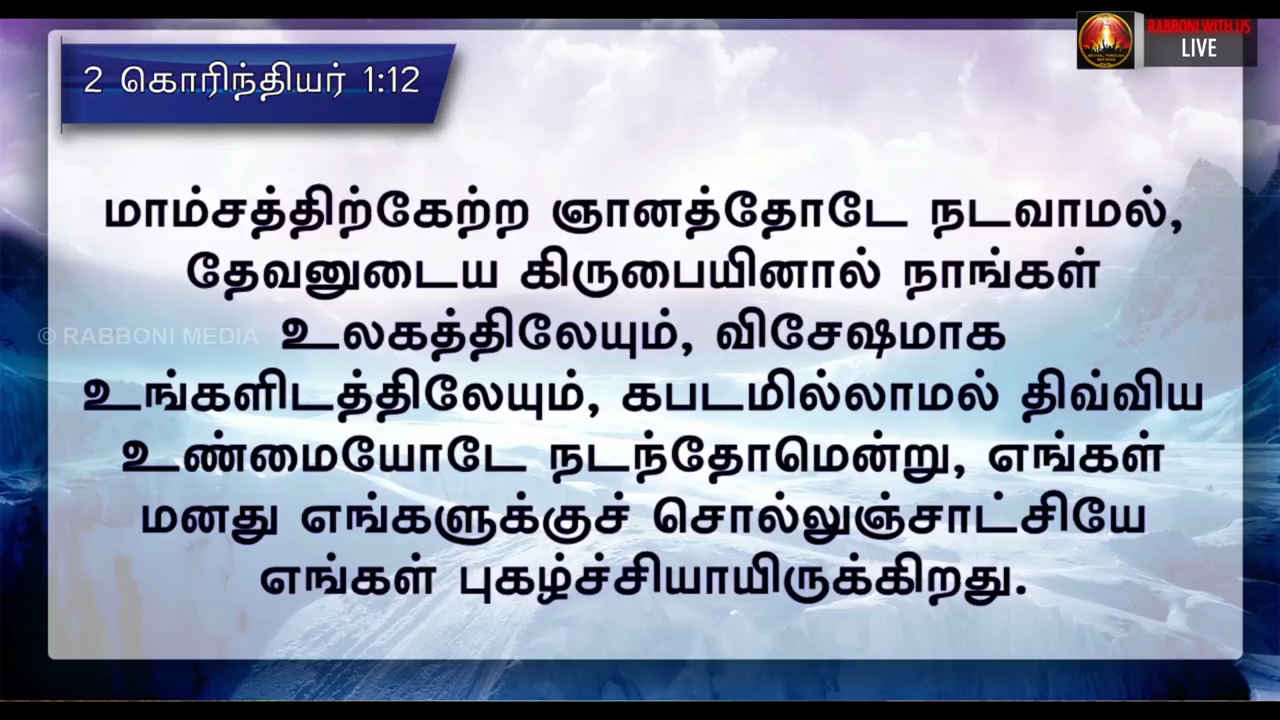 RABBONI WITH US
LIVE
2 கொரிந்தியர் 1:12
மாம்சத்திற்கேற்ற ஞானத்தோடே நடவாமல்,
தேவனுடைய கிருபையினால் நாங்கள்
உலகத்திலேயும், விசேஷமாக
© RABBONI MEDIA
உங்களிடத்திலேயும், கபடமில்லாமல் திவ்விய
உண்மையோடே நடந்தோமென்று, எங்கள்
மனது எங்களுக்குச் சொல்லுஞ்சாட்சியே
எங்கள் புகழ்ச்சியாயிருக்கிறது.